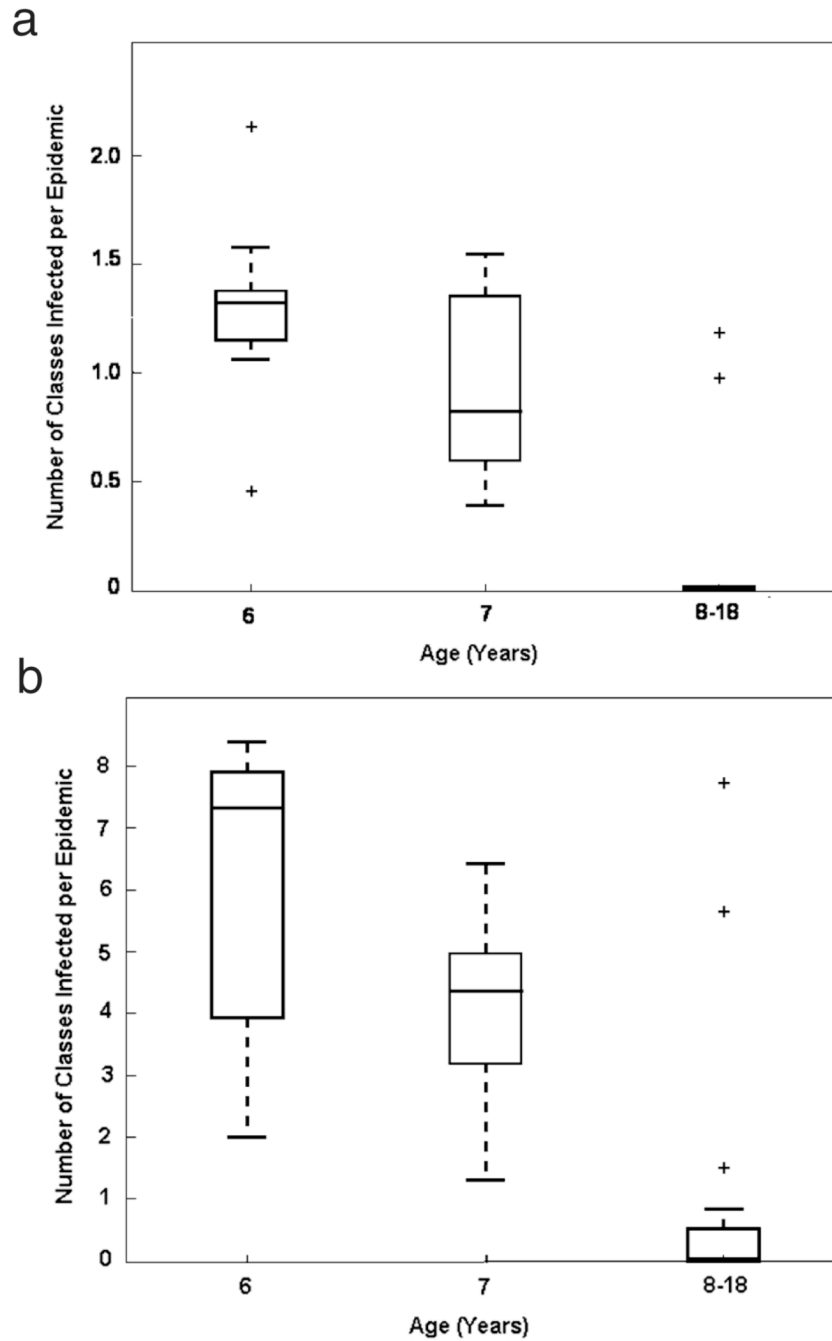 a
Number of Classes Infected per Epidemic
2.0
1.5
1.0
0.5
0
6 7 8-18
Age (Years)
b
Number of Classes Infected per Epidemic
8
7
6
5
4
3
2
1
0
6 7 8-18
Age (Years)